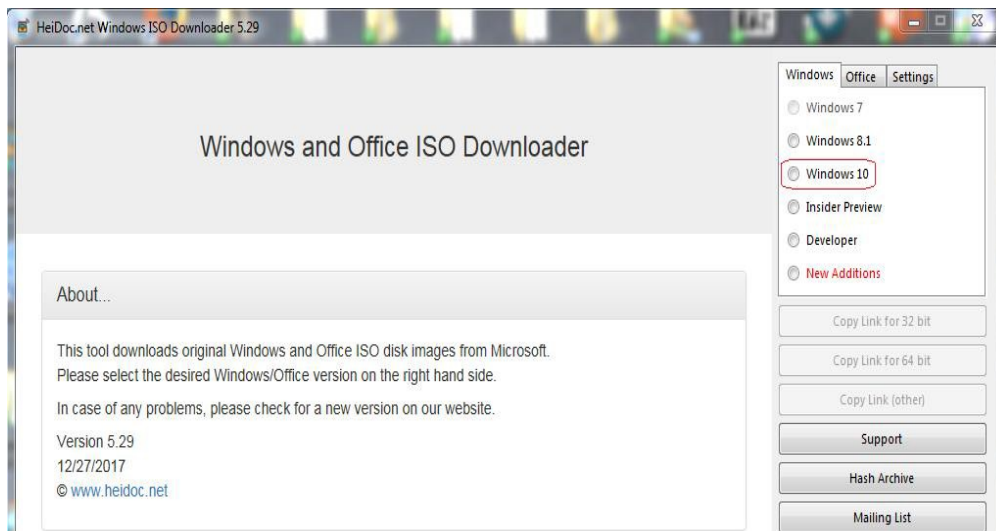 HeiDoc.net Windows ISO Downloader 5.29
Windows and Office ISO Downloader
About...
This tool downloads original Windows and Office ISO disk images from Microsoft.
Please select the desired Windows/Office version on the right hand side.
In case of any problems, please check for a new version on our website.
Version 5.29
12/27/2017
© www.heidoc.net
Windows Office Settings
Windows 7
Windows 8.1
Windows 10
Insider Preview
Developer
New Additions
Copy Link for 32 bit
Copy Link for 64 bit
Copy Link (other)
Support
Hash Archive
Mailing List